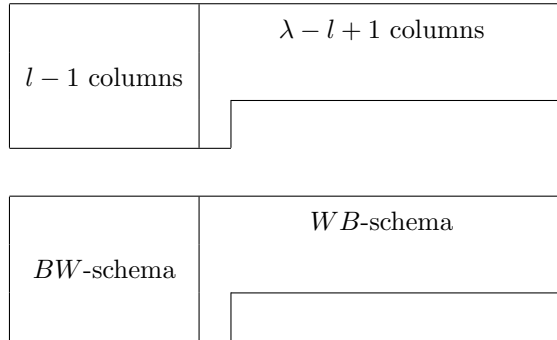 λ − l + 1 columns
l − 1 columns
WB-schema
BW-schema